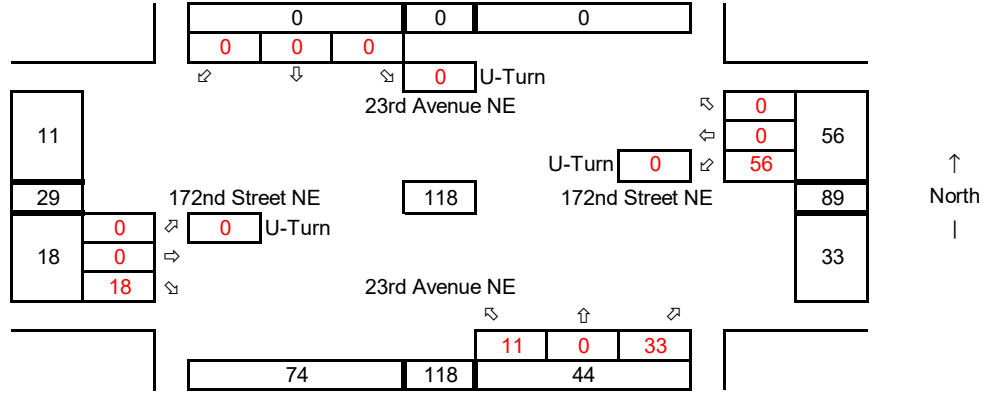 0 0 0
0 0 0
⬃ ⇩ ⬂ 0 U-Turn
23rd Avenue NE
⬁ 0
11 ⇦ 0 56
U-Turn 0 ⬃ 56 ↑
29 172nd Street NE 118 172nd Street NE 89 North
0 ⬀ 0 U-Turn |
18 0 ⇨ 33
18 ⬂ 23rd Avenue NE
⬁ ⇧ ⬀
11 0 33
74 118 44